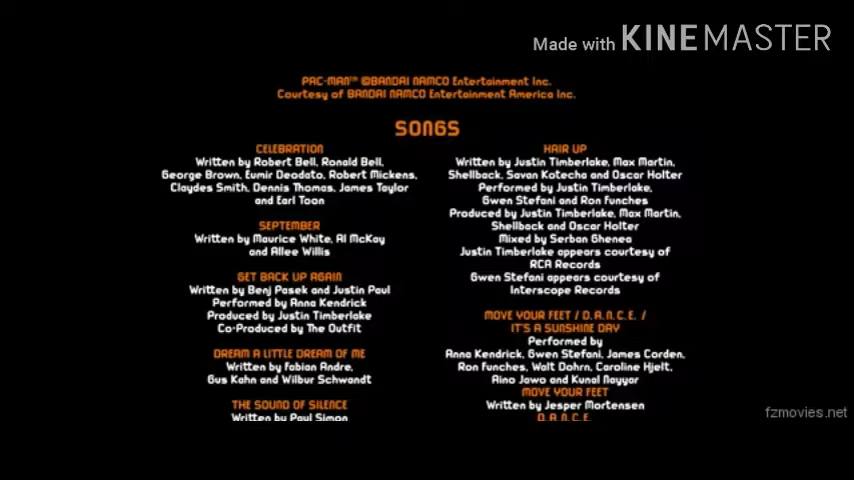 Made with KINEMASTER
PAC-MAN™ ©BANDAI NAMCO Entertainment Inc.
Courtesy of BANDAI NAMCO Entertainment America Inc.
SONGS
CELEBRATION
Written by Robert Bell, Ronald Bell,
George Brown, Eumir Deodato, Robert Mickens,
Claydes Smith, Dennis Thomas, James Taylor
and Earl Toon
SEPTEMBER
Written by Maurice White, Al McKay
and Allee Willis
GET BACK UP AGAIN
Written by Benj Pasek and Justin Paul
Performed by Anna Kendrick
Produced by Justin Timberlake
Co-Produced by The Outfit
DREAM A LITTLE DREAM OF ME
Written by Fabian Andre,
Gus Kahn and Wilbur Schwandt
THE SOUND OF SILENCE
Written by Paul Simon
HAIR UP
Written by Justin Timberlake, Max Martin,
Shellback, Savan Kotecha and Oscar Holter
Performed by Justin Timberlake,
Gwen Stefani and Ron Funches
Produced by Justin Timberlake, Max Martin,
Shellback and Oscar Holter
Mixed by Serban Ghenea
Justin Timberlake appears courtesy of
RCA Records
Gwen Stefani appears courtesy of
Interscope Records
MOVE YOUR FEET / D.A.N.C.E. /
IT'S A SUNSHINE DAY
Performed by
Anna Kendrick, Gwen Stefani, James Corden,
Ron Funches, Walt Dohrn, Caroline Hjelt,
Aino Jawo and Kunal Nayyar
MOVE YOUR FEET
Written by Jesper Mortensen
D.A.N.C.E.
fzmovies.net